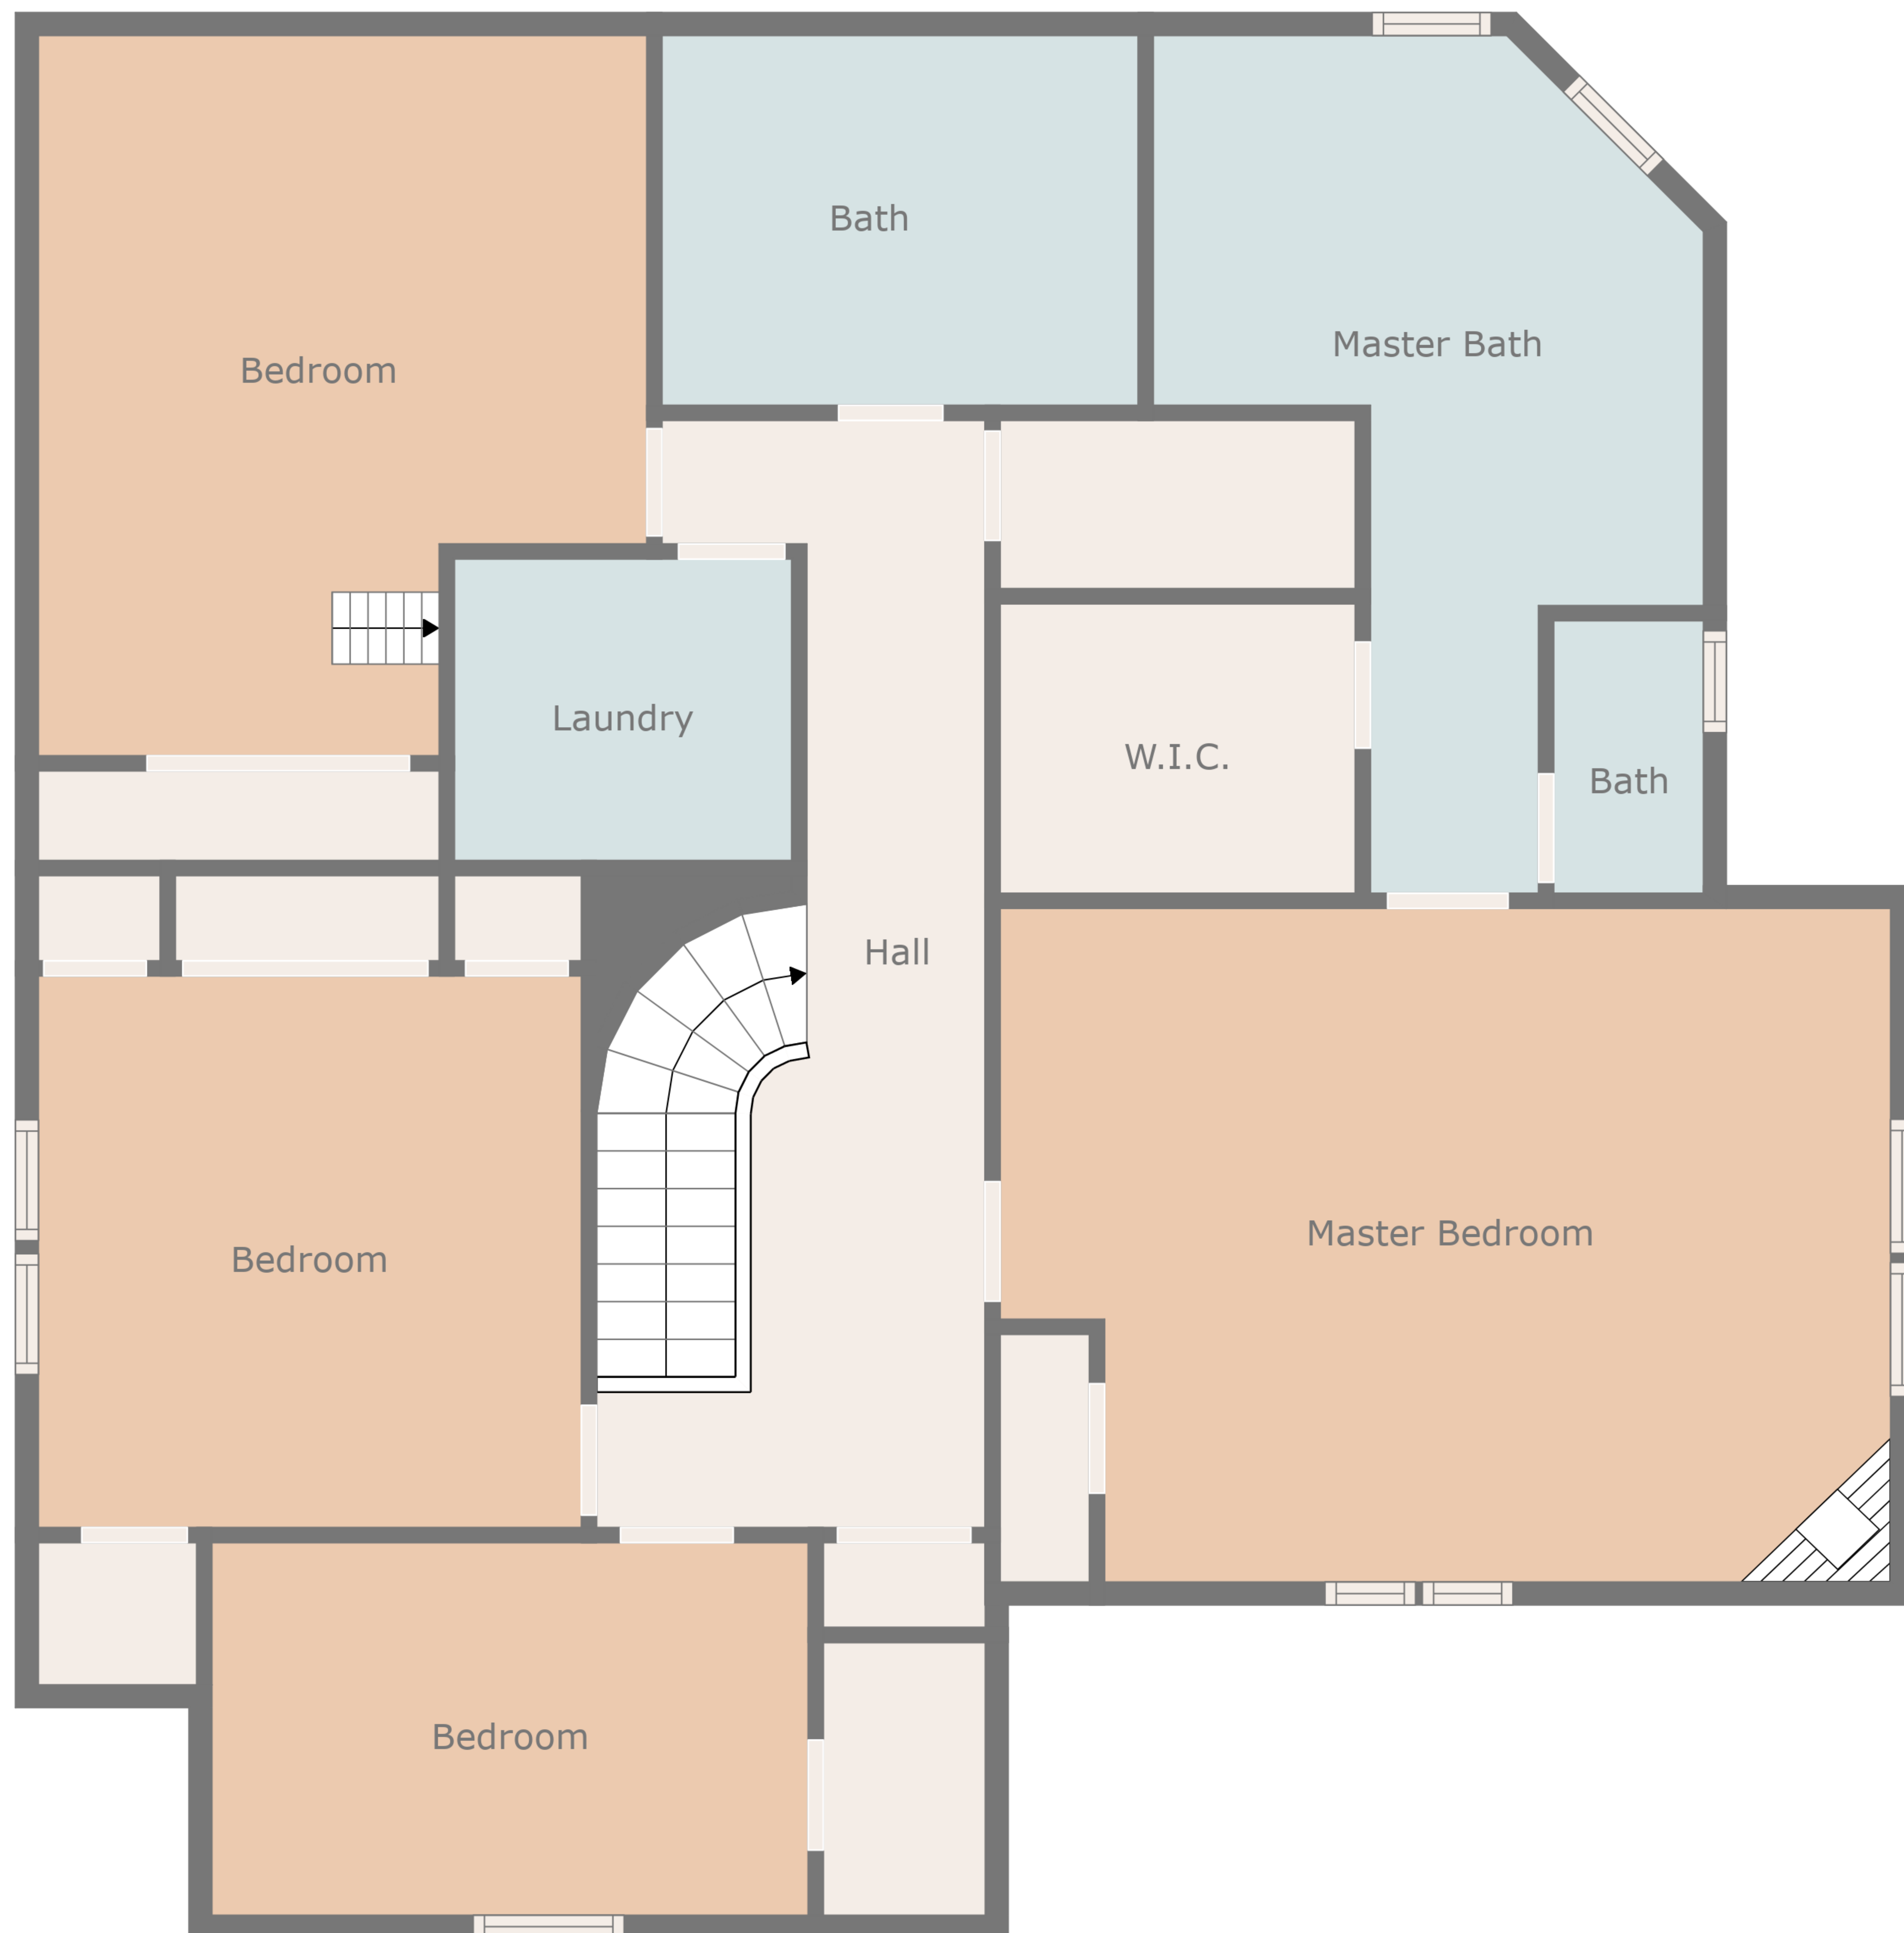 Bath
Master Bath
Bedroom
Laundry
W.I.C.
Bath
Hall
Master Bedroom
Bedroom
Bedroom